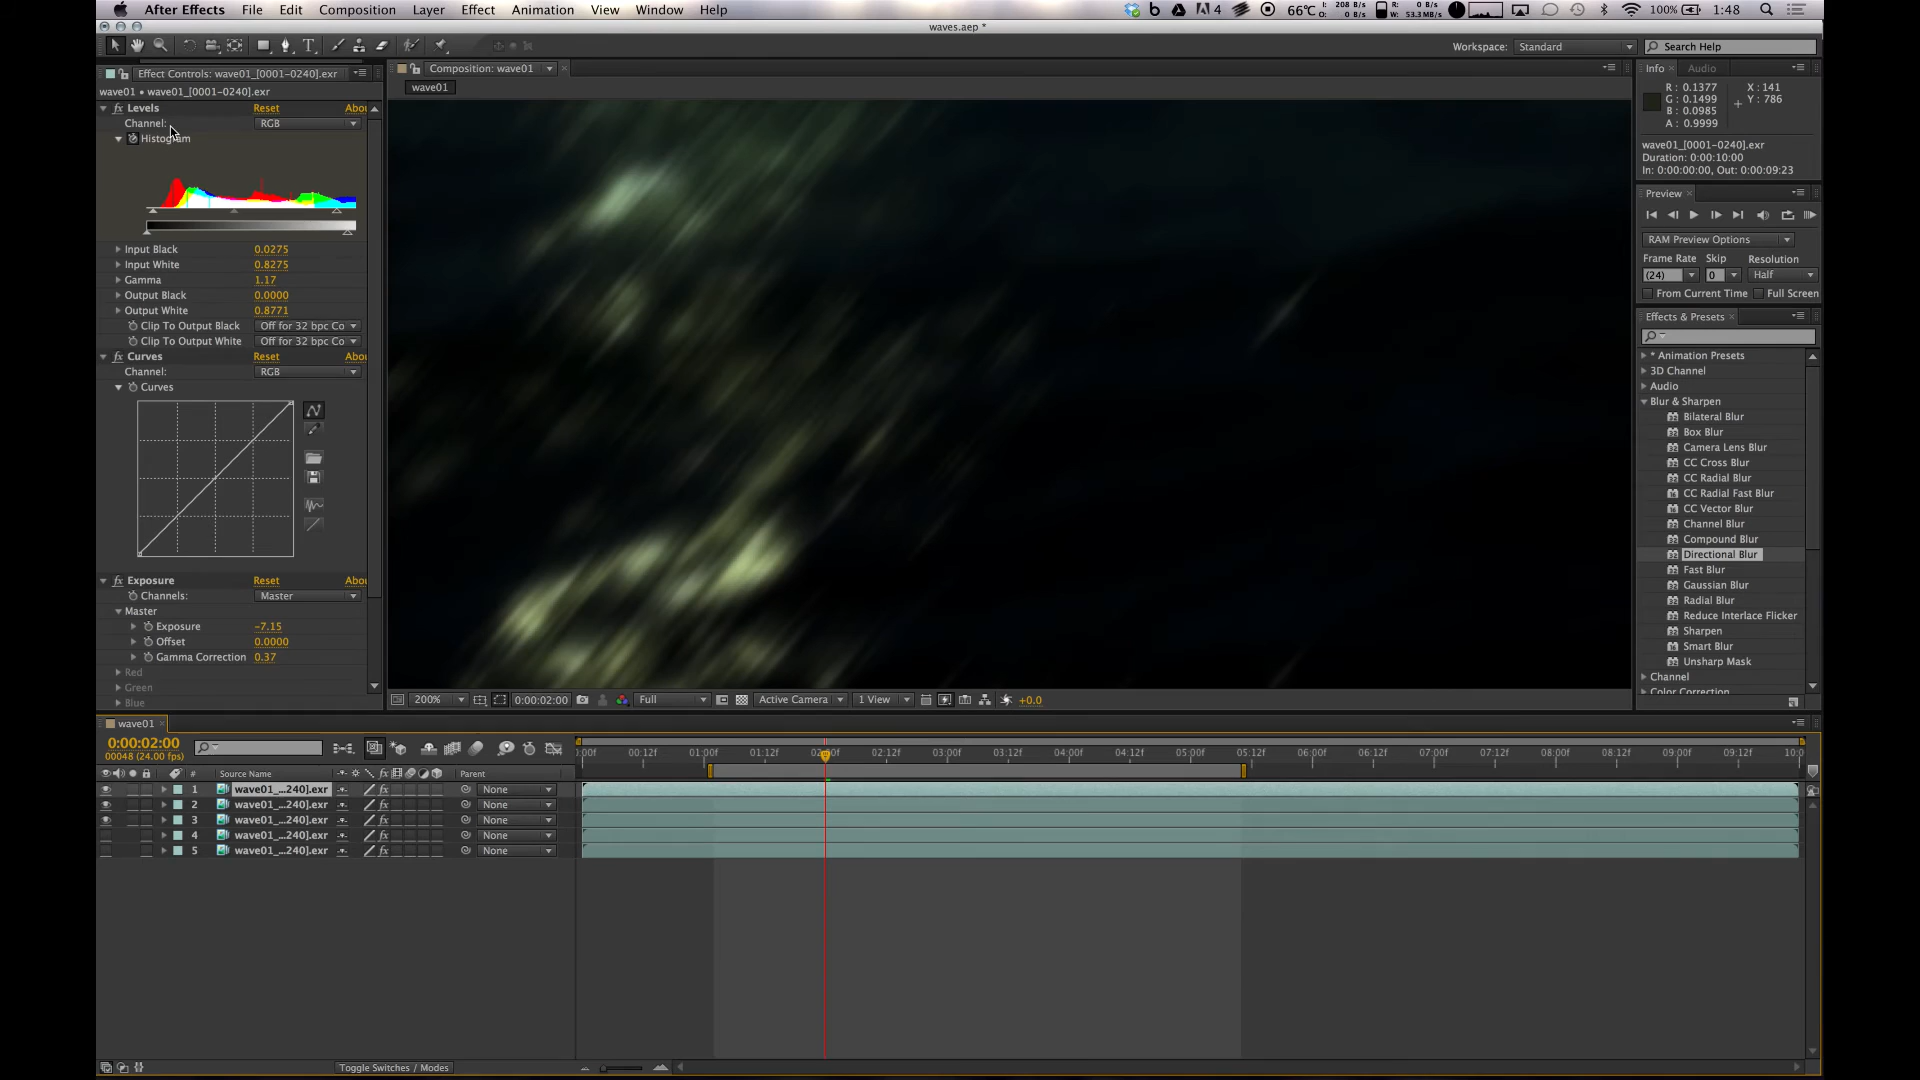 After Effects File Edit Composition Layer Effect Animation View Window Help 4 66℃ I: 208 B/s O: 0 B/s R: 0 B/s W: 53.3MB/s 100% 1:48
waves.aep *
Workspace: Standard Search Help
Effect Controls: wave01_[0001-0240].exr
wave01 • wave01_[0001-0240].exr
Levels Reset Abou
Channel: RGB
Histogram
Input Black 0.0275
Input White 0.8275
Gamma 1.17
Output Black 0.0000
Output White 0.8771
Clip To Output Black Off for 32 bpc Co
Clip To Output White Off for 32 bpc Co
Curves Reset Abou
Channel: RGB
Curves
Exposure Reset Abou
Channels: Master
Master
Exposure -7.15
Offset 0.0000
Gamma Correction 0.37
Red
Green
Blue
Composition: wave01
wave01
200% 0:00:02:00 Full Active Camera 1 View +0.0
Info Audio
R : 0.1377 X : 141
G : 0.1499 Y : 786
B : 0.0985
A : 0.9999
wave01_[0001-0240].exr
Duration: 0:00:10:00
In: 0:00:00:00, Out: 0:00:09:23
Preview
RAM Preview Options
Frame Rate Skip Resolution
(24) 0 Half
From Current Time Full Screen
Effects & Presets
* Animation Presets
3D Channel
Audio
Blur & Sharpen
Bilateral Blur
Box Blur
Camera Lens Blur
CC Cross Blur
CC Radial Blur
CC Radial Fast Blur
CC Vector Blur
Channel Blur
Compound Blur
Directional Blur
Fast Blur
Gaussian Blur
Radial Blur
Reduce Interlace Flicker
Sharpen
Smart Blur
Unsharp Mask
Channel
Color Correction
wave01
0:00:02:00
00048 (24.00 fps)
:00f 00:12f 01:00f 01:12f 02:00f 02:12f 03:00f 03:12f 04:00f 04:12f 05:00f 05:12f 06:00f 06:12f 07:00f 07:12f 08:00f 08:12f 09:00f 09:12f 10:0
# Source Name Parent
1 wave01_...240].exr None
2 wave01_...240].exr None
3 wave01_...240].exr None
4 wave01_...240].exr None
5 wave01_...240].exr None
Toggle Switches / Modes